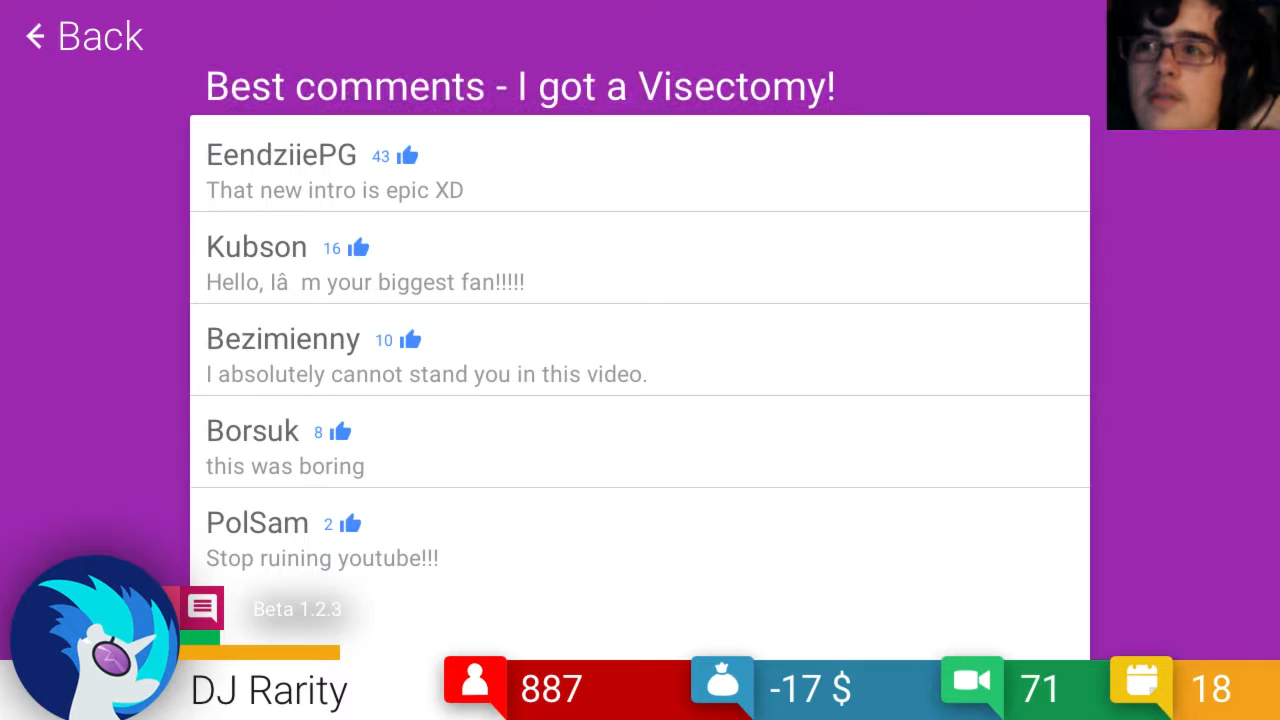 Back
Best comments - I got a Visectomy!
EendziiePG 43
That new intro is epic XD
Kubson 16
Hello, Iâ m your biggest fan!!!!!
Bezimienny 10
I absolutely cannot stand you in this video.
Borsuk 8
this was boring
PolSam 2
Stop ruining youtube!!!
Beta 1.2.3
DJ Rarity
887
-17 $
71
18